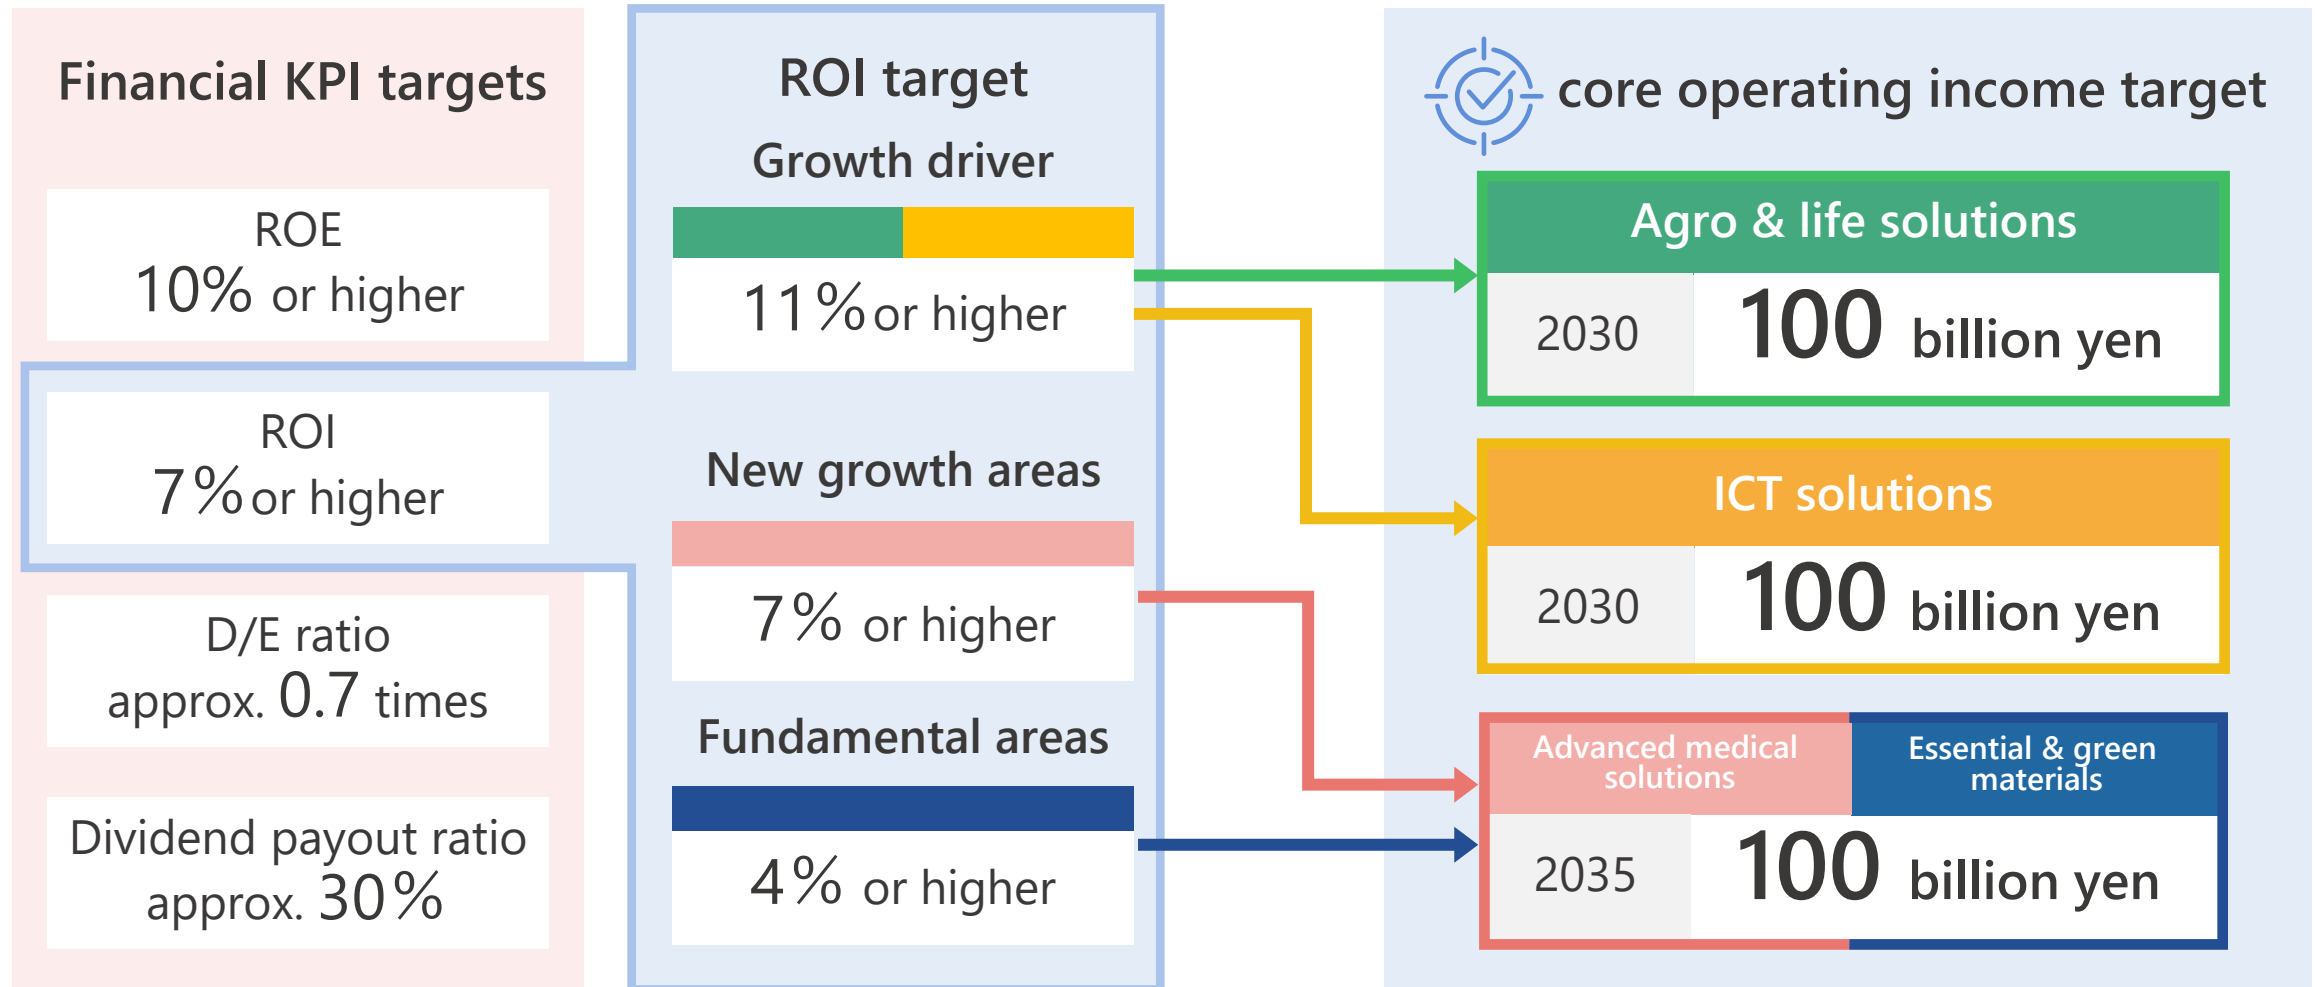 Financial KPI targets
ROE
10% or higher
ROI
7% or higher
D/E ratio
approx. 0.7 times
Dividend payout ratio
approx. 30%
ROI target
Growth driver
11% or higher
New growth areas
7% or higher
Fundamental areas
4% or higher
core operating income target
Agro & life solutions
2030 100 billion yen
ICT solutions
2030 100 billion yen
Advanced medical
solutions
Essential & green
materials
2035 100 billion yen